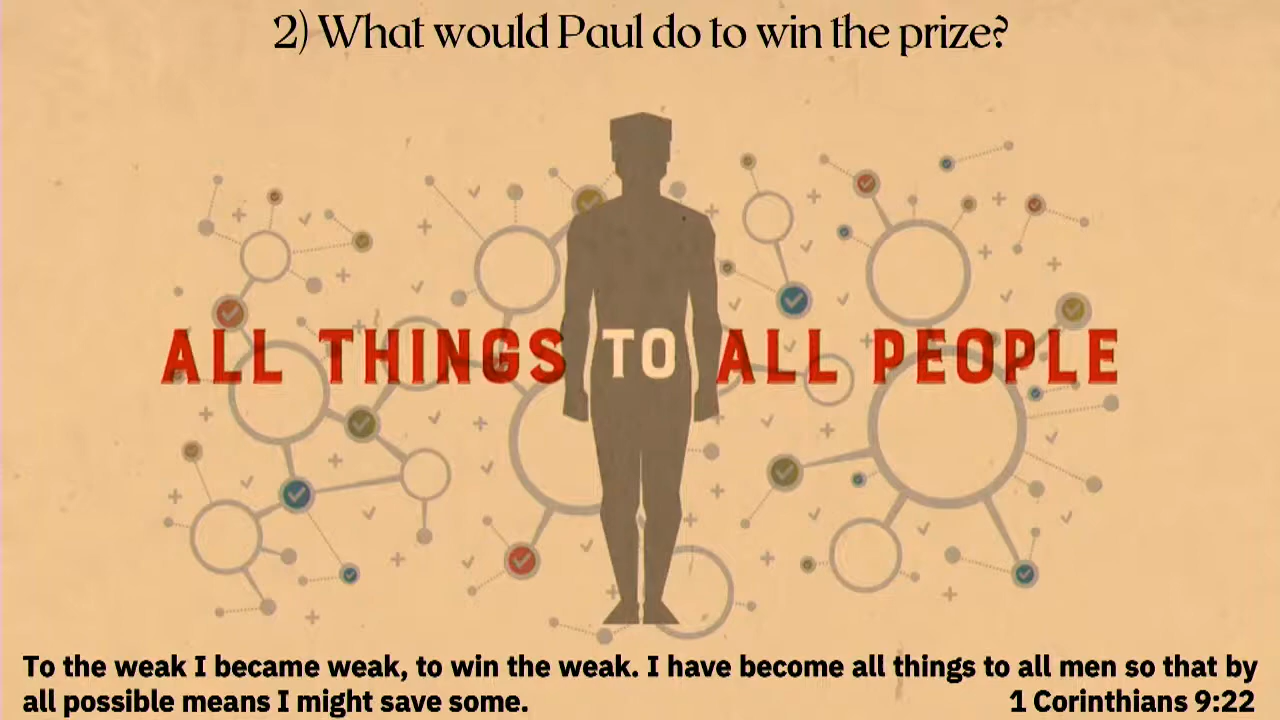 2) What would Paul do to win the prize?
ALL THINGS TO ALL PEOPLE
To the weak I became weak, to win the weak. I have become all things to all men so that by
all possible means I might save some. 1 Corinthians 9:22